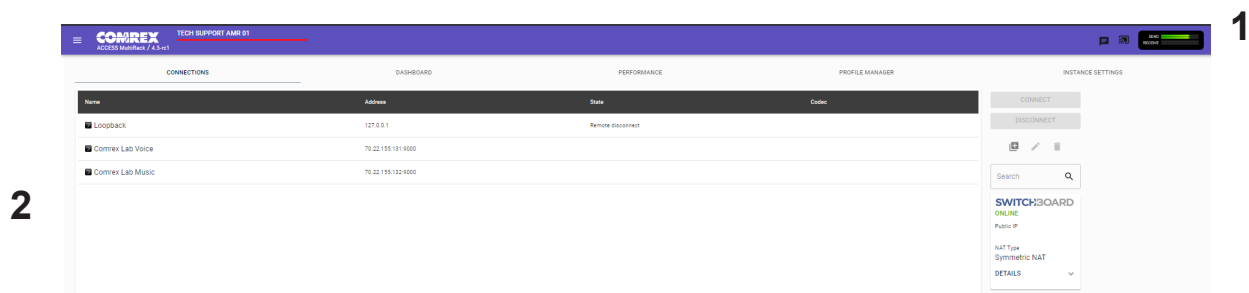 1
COMREX
TECH SUPPORT AMR 01
ACCESS MultiRack / 4.5-rc1
SEND
RECEIVE
CONNECTIONS DASHBOARD PERFORMANCE PROFILE MANAGER INSTANCE SETTINGS
Name Address State Codec
Loopback 127.0.0.1 Remote disconnect
Comrex Lab Voice 70.22.155.131:9000
Comrex Lab Music 70.22.155.132:9000
CONNECT
DISCONNECT
Search
2
SWITCHBOARD
ONLINE
Public IP
NAT Type
Symmetric NAT
DETAILS